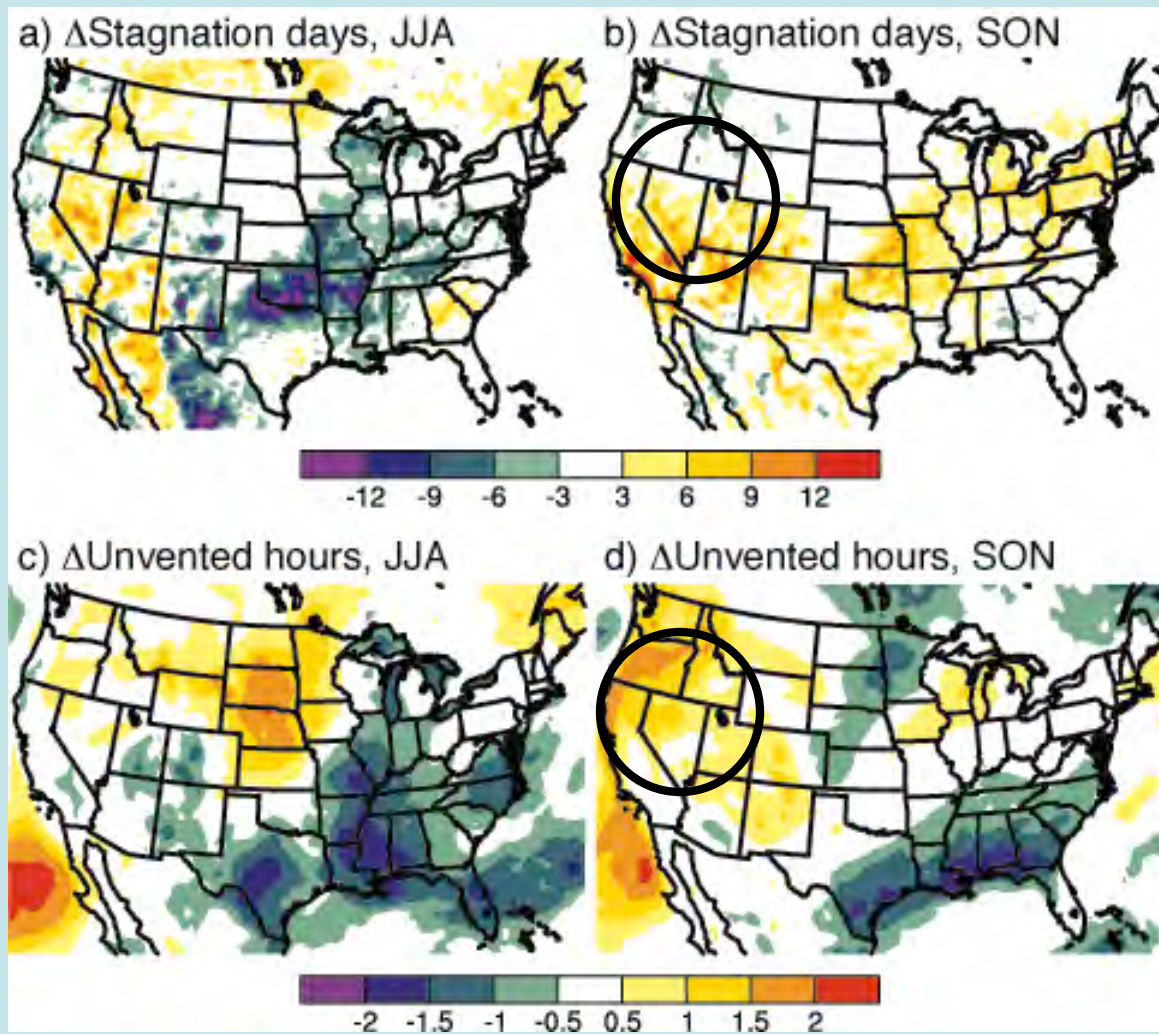 a) ΔStagnation days, JJA
b) ΔStagnation days, SON
-12 -9 -6 -3 3 6 9 12
c) ΔUnvented hours, JJA
d) ΔUnvented hours, SON
-2 -1.5 -1 -0.5 0.5 1 1.5 2